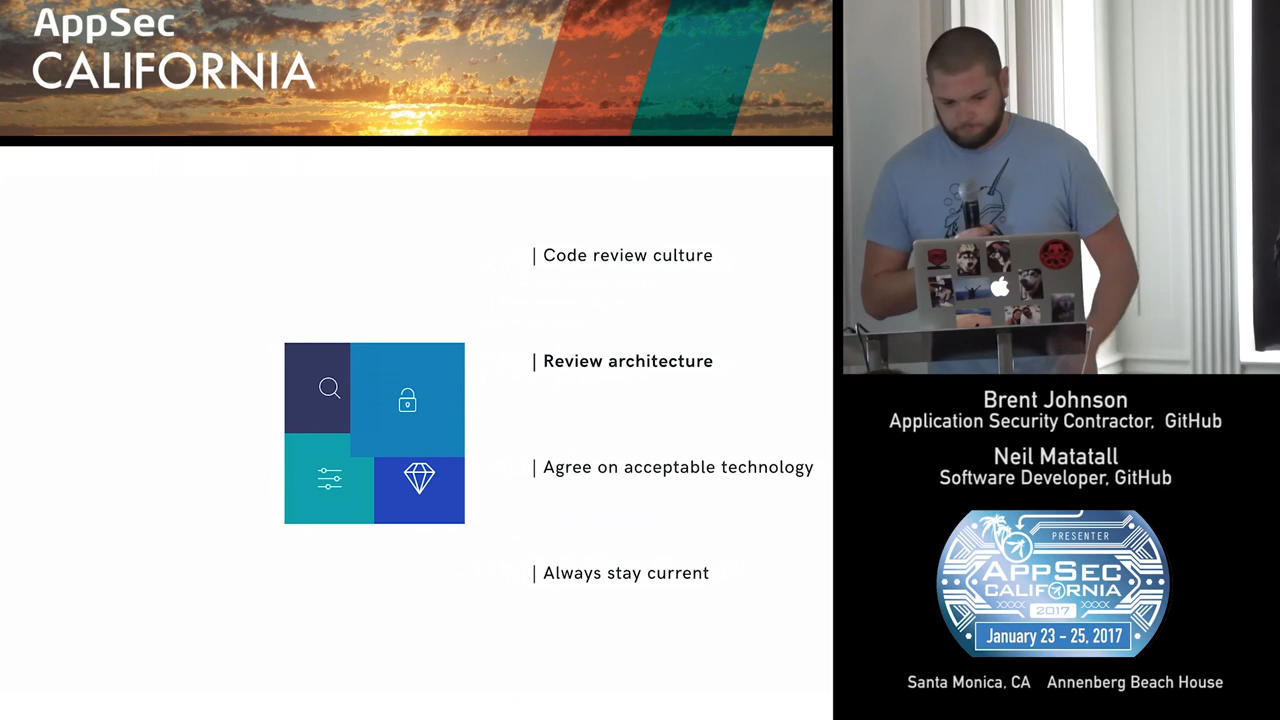 AppSec
CALIFORNIA
| Code review culture
| Review architecture
| Agree on acceptable technology
| Always stay current
Brent Johnson
Application Security Contractor, GitHub
Neil Matatall
Software Developer, GitHub
PRESENTER
APPSEC
CALIFORNIA
XXXX 2017 XXXX
January 23 - 25, 2017
Santa Monica, CA Annenberg Beach House